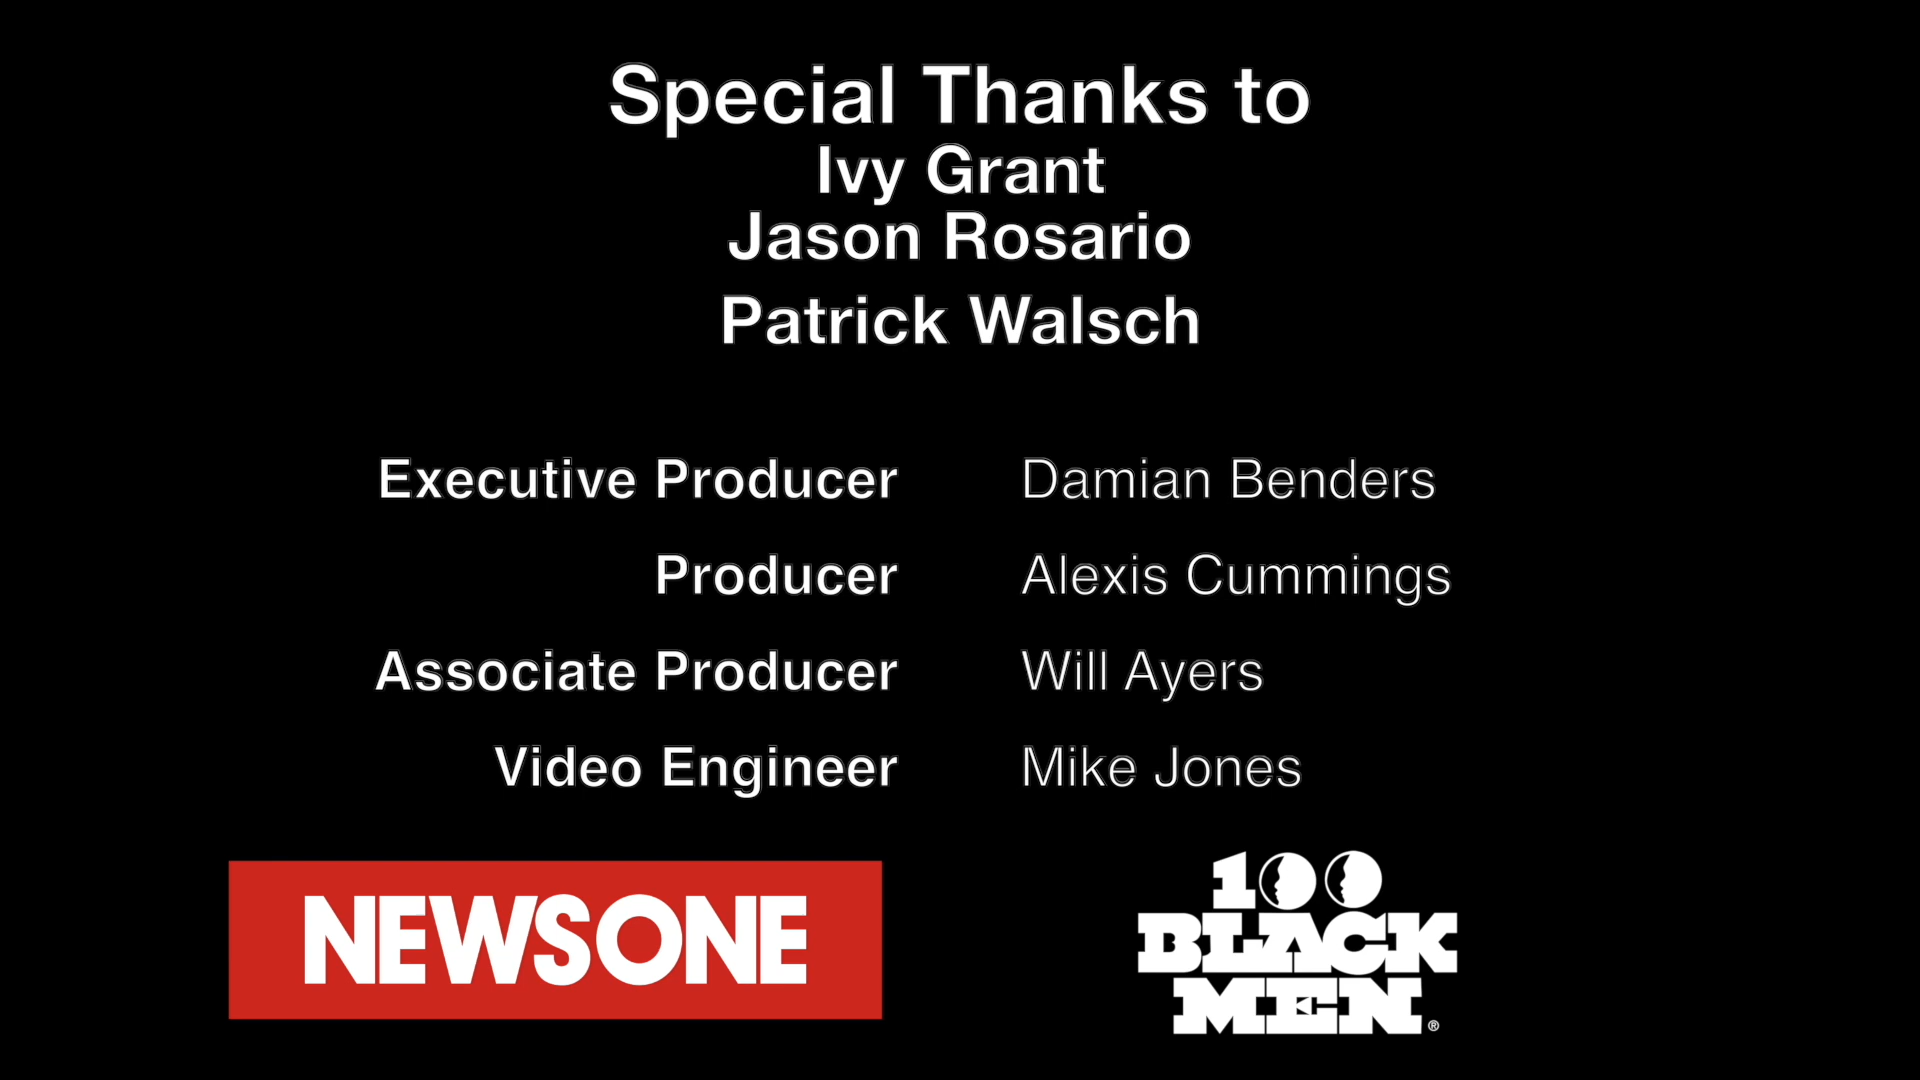 Special Thanks to
Ivy Grant
Jason Rosario
Patrick Walsch
Executive Producer Damian Benders
Producer Alexis Cummings
Associate Producer Will Ayers
Video Engineer Mike Jones
NEWSONE
100
BLACK
MEN®